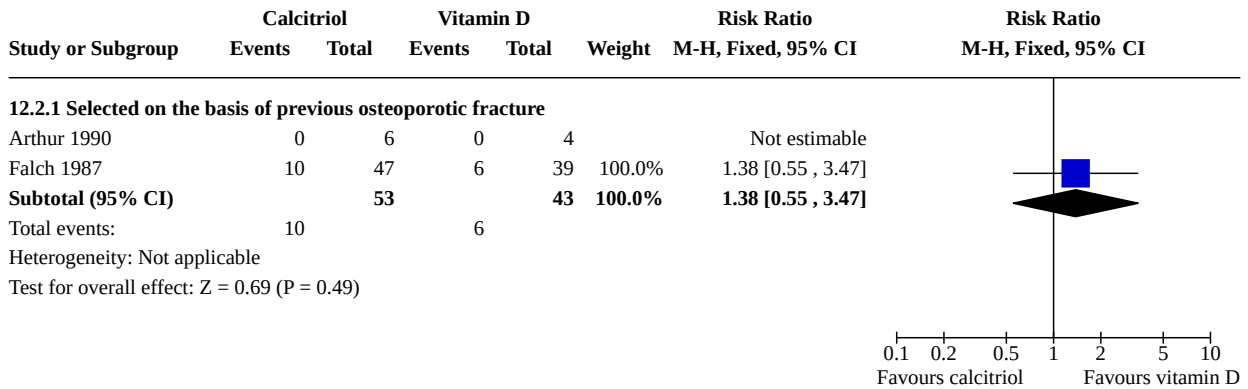 Calcitriol Vitamin D Risk Ratio Risk Ratio
Study or Subgroup Events Total Events Total Weight M-H, Fixed, 95% CI M-H, Fixed, 95% CI
12.2.1 Selected on the basis of previous osteoporotic fracture
Arthur 1990 0 6 0 4 Not estimable
Falch 1987 10 47 6 39 100.0% 1.38 [0.55 , 3.47]
Subtotal (95% CI) 53 43 100.0% 1.38 [0.55 , 3.47]
Total events: 10 6
Heterogeneity: Not applicable
Test for overall effect: Z = 0.69 (P = 0.49)
0.1 0.2 0.5 1 2 5 10
Favours calcitriol Favours vitamin D